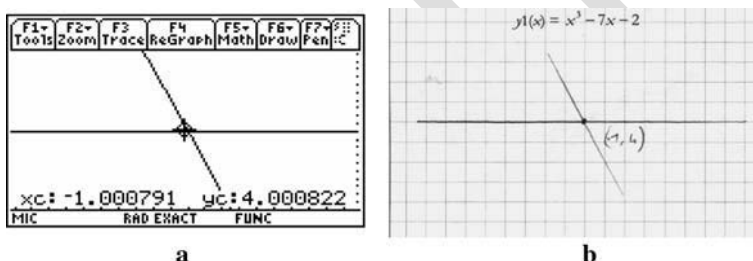 F1 F2 F3 F4 F5 F6 F7
Tools Zoom Trace ReGraph Math Draw Pen :C
xc: -1.000791 yc:4.000822
MIC RAD EXACT FUNC
a
y1(x) = x³ – 7x – 2
(-1, 4)
b